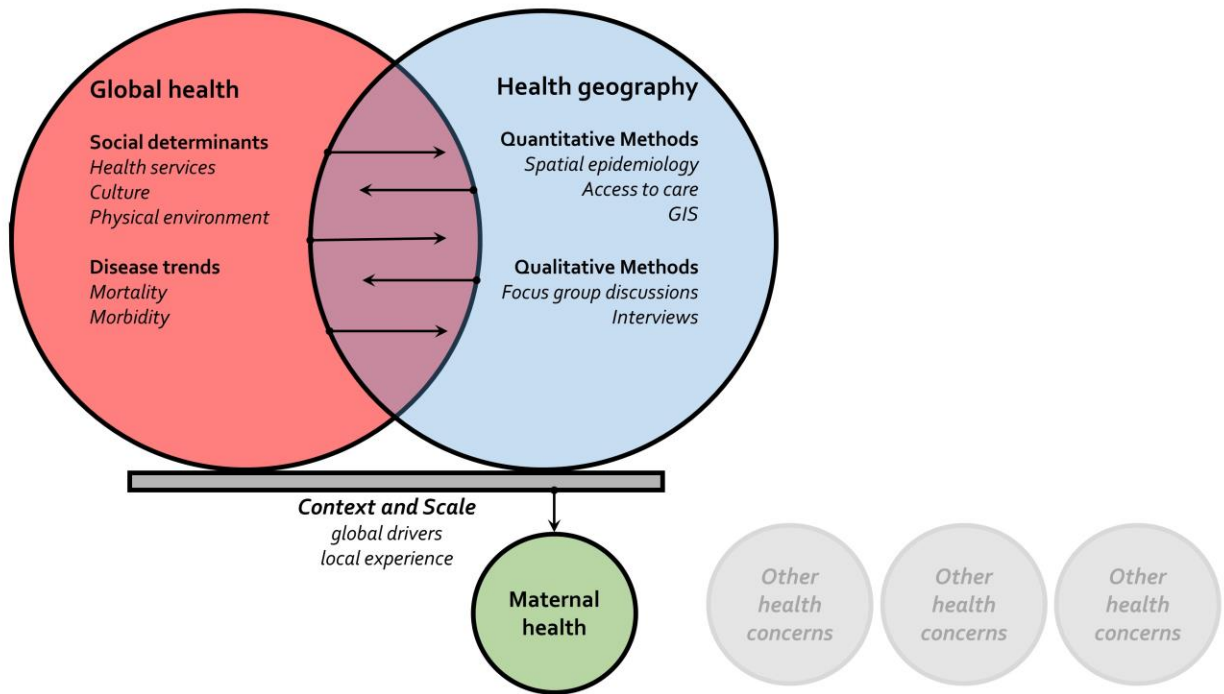 Global health
Social determinants
Health services
Culture
Physical environment
Disease trends
Mortality
Morbidity
Health geography
Quantitative Methods
Spatial epidemiology
Access to care
GIS
Qualitative Methods
Focus group discussions
Interviews
Context and Scale
global drivers
local experience
Maternal
health
Other
health
concerns
Other
health
concerns
Other
health
concerns